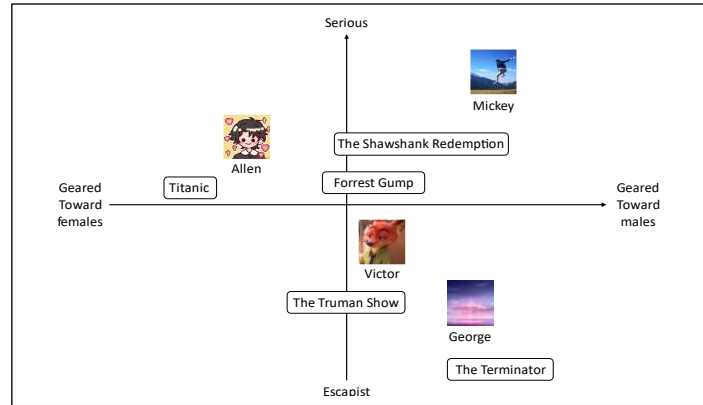 Serious
Mickey
The Shawshank Redemption
Allen
Titanic
Forrest Gump
Geared
Toward
females
Geared
Toward
males
Victor
The Truman Show
George
The Terminator
Escapist